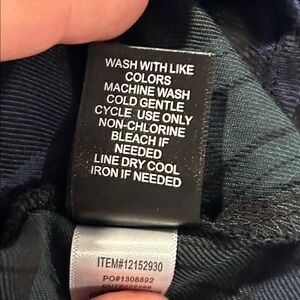 WASH WITH LIKE
COLORS
MACHINE WASH
COLD GENTLE
CYCLE USE ONLY
NON-CHLORINE
BLEACH IF
NEEDED
LINE DRY COOL
IRON IF NEEDED
ITEM#12152930
PO#1308892